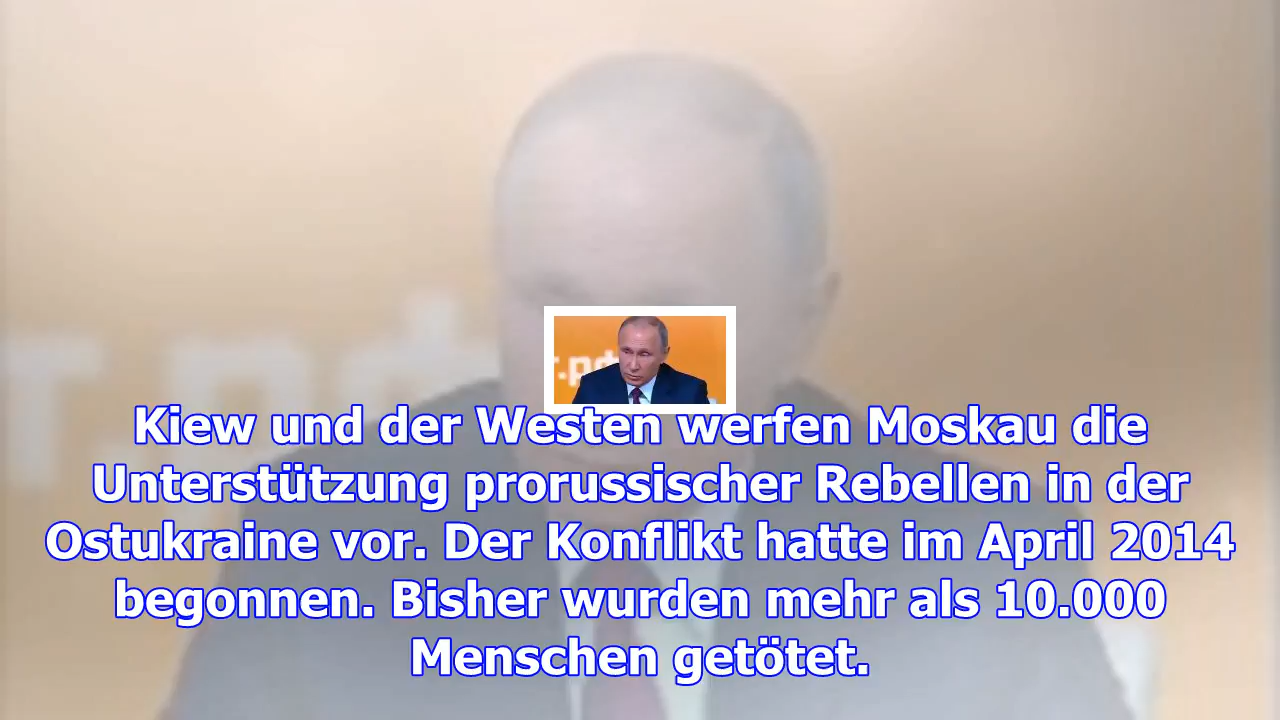 г.рф
Kiew und der Westen werfen Moskau die
Unterstützung prorussischer Rebellen in der
Ostukraine vor. Der Konflikt hatte im April 2014
begonnen. Bisher wurden mehr als 10.000
Menschen getötet.